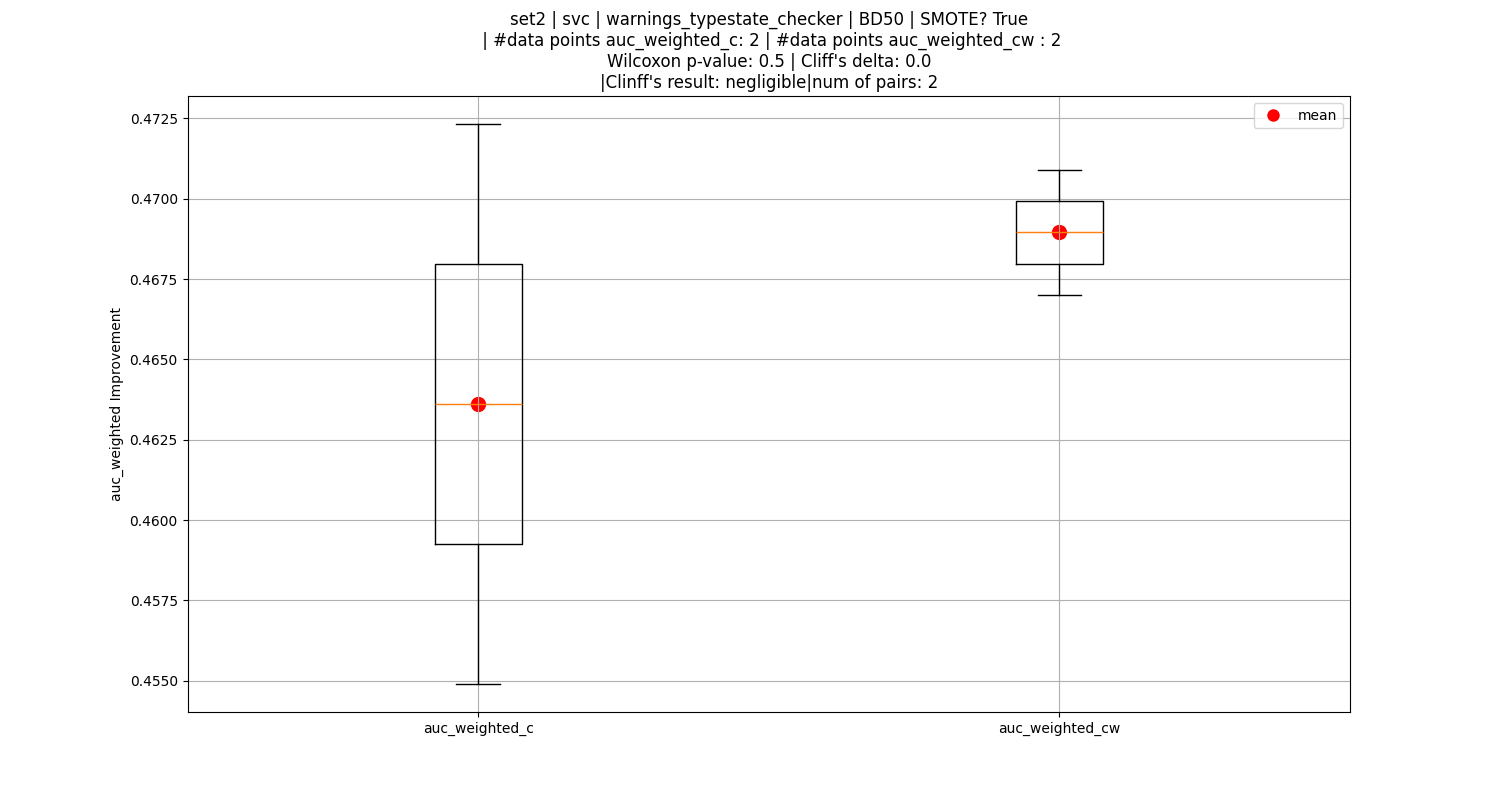 set2 | svc | warnings_typestate_checker | BD50 | SMOTE? True
| #data points auc_weighted_c: 2 | #data points auc_weighted_cw : 2
Wilcoxon p-value: 0.5 | Cliff's delta: 0.0
|Clinff's result: negligible|num of pairs: 2
mean
0.4725
0.4700
0.4675
0.4650
0.4625
0.4600
0.4575
0.4550
auc_weighted Improvement
auc_weighted_c
auc_weighted_cw